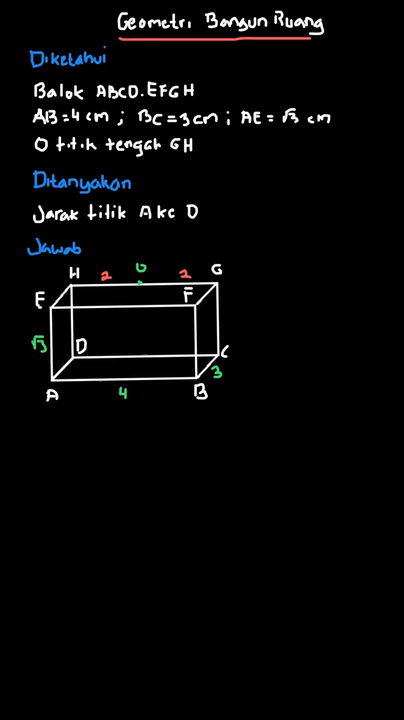 Geometri Bangun Ruang
Diketahui
Balok ABCD.EFGH
AB = 4 cm ; BC = 3 cm ; AE = √3 cm
O titik tengah GH
Ditanyakan
Jarak titik A ke O
Jawab
H 2 O 2 G
E F
√3 D C
3
A 4 B